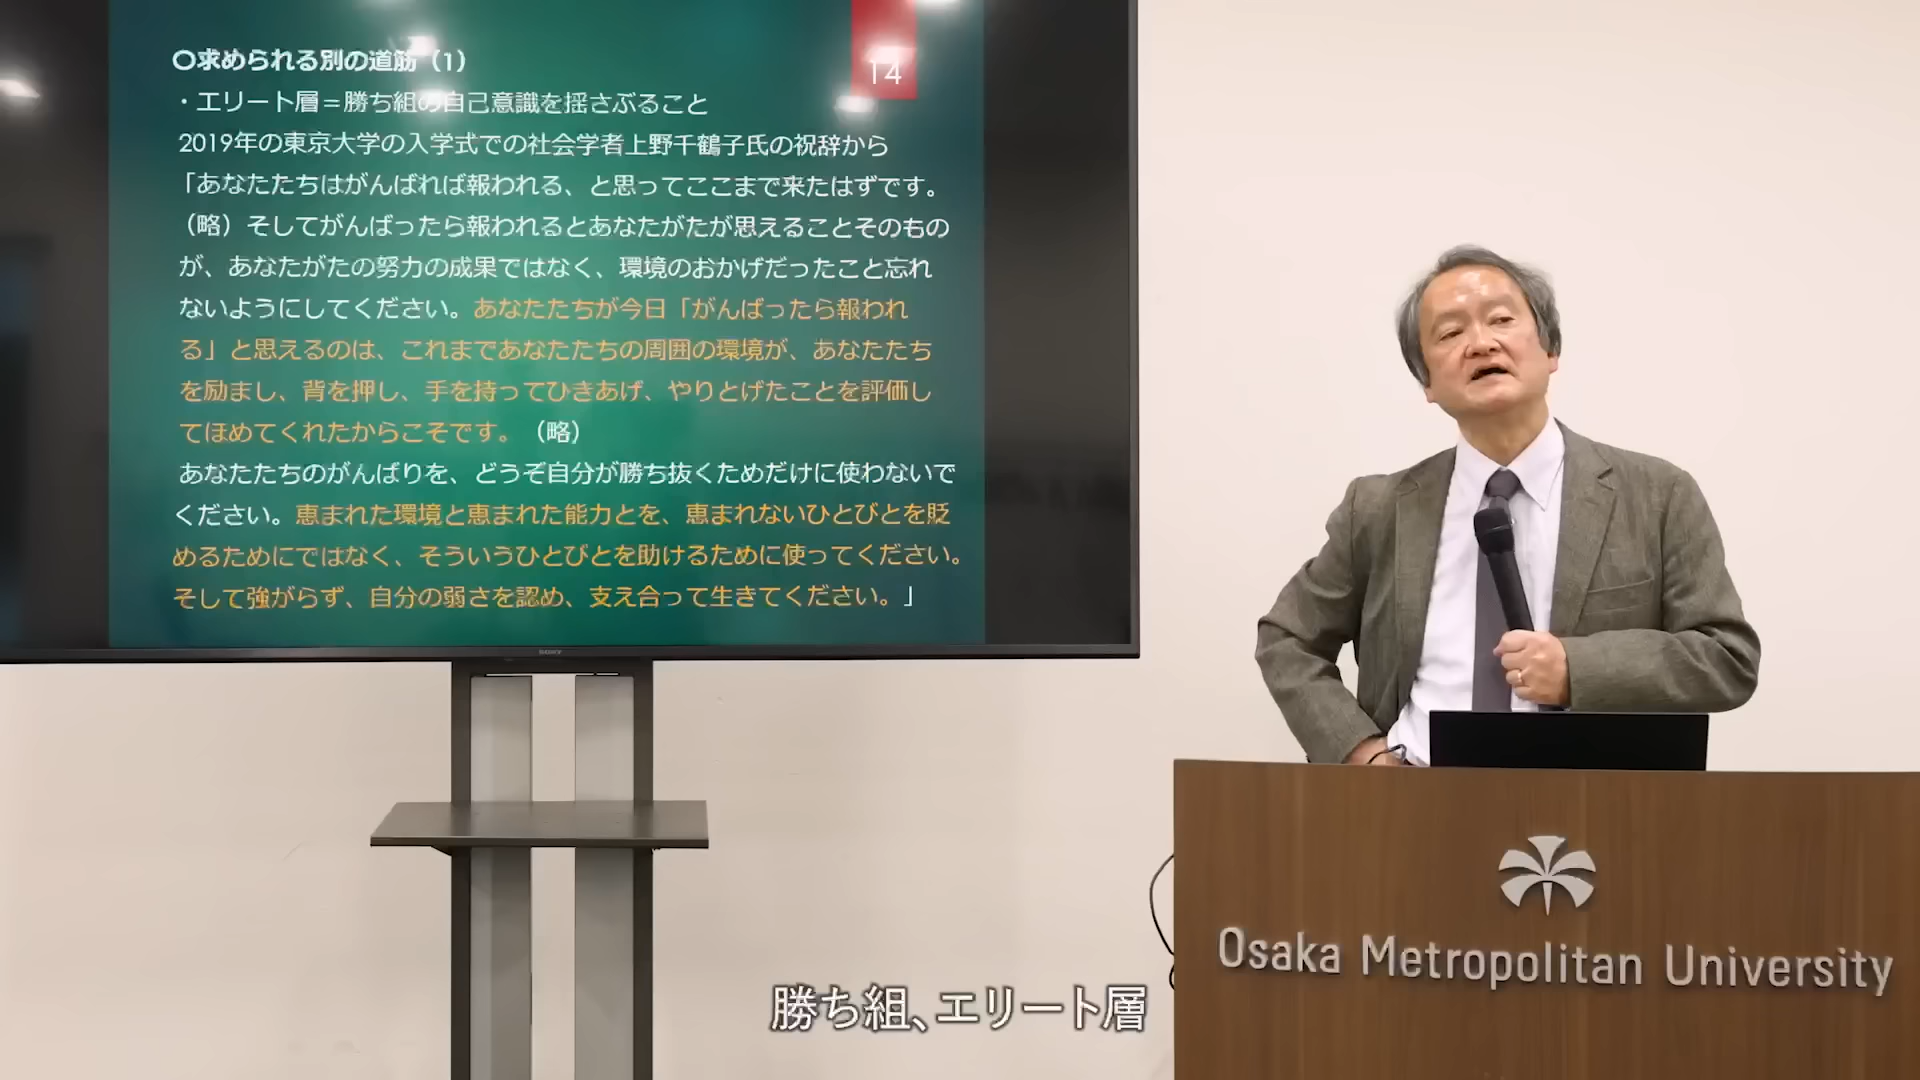 〇求められる別の道筋（1）
14
・エリート層＝勝ち組の自己意識を揺さぶること
2019年の東京大学の入学式での社会学者上野千鶴子氏の祝辞から
「あなたたちはがんばれば報われる、と思ってここまで来たはずです。
（略）そしてがんばったら報われるとあなたがたが思えることそのもの
が、あなたがたの努力の成果ではなく、環境のおかげだったこと忘れ
ないようにしてください。あなたたちが今日「がんばったら報われ
る」と思えるのは、これまであなたたちの周囲の環境が、あなたたち
を励まし、背を押し、手を持ってひきあげ、やりとげたことを評価し
てほめてくれたからこそです。（略）
あなたたちのがんばりを、どうぞ自分が勝ち抜くためだけに使わないで
ください。恵まれた環境と恵まれた能力とを、恵まれないひとびとを貶
めるためにではなく、そういうひとびとを助けるために使ってください。
そして強がらず、自分の弱さを認め、支え合って生きてください。」
SONY
Osaka Metropolitan University
勝ち組、エリート層